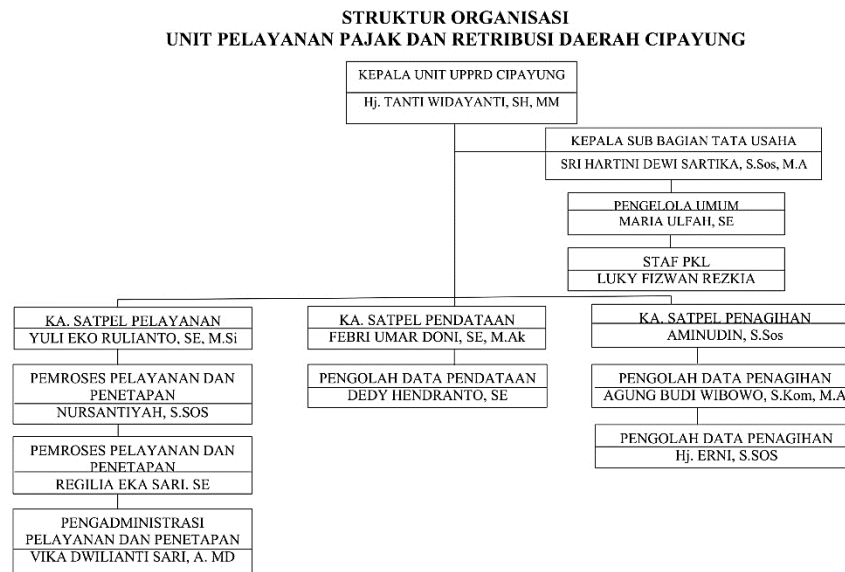 STRUKTUR ORGANISASI
UNIT PELAYANAN PAJAK DAN RETRIBUSI DAERAH CIPAYUNG
KEPALA UNIT UPPRD CIPAYUNG
Hj. TANTI WIDAYANTI, SH, MM
KEPALA SUB BAGIAN TATA USAHA
SRI HARTINI DEWI SARTIKA, S.Sos, M.A
PENGELOLA UMUM
MARIA ULFAH, SE
STAF PKL
LUKY FIZWAN REZKIA
KA. SATPEL PELAYANAN
YULI EKO RULIANTO, SE, M.Si
PEMROSES PELAYANAN DAN
PENETAPAN
NURSANTIYAH, S.SOS
PEMROSES PELAYANAN DAN
PENETAPAN
REGILIA EKA SARI. SE
PENGADMINISTRASI
PELAYANAN DAN PENETAPAN
VIKA DWILIANTI SARI, A. MD
KA. SATPEL PENDATAAN
FEBRI UMAR DONI, SE, M.Ak
PENGOLAH DATA PENDATAAN
DEDY HENDRANTO, SE
KA. SATPEL PENAGIHAN
AMINUDIN, S.Sos
PENGOLAH DATA PENAGIHAN
AGUNG BUDI WIBOWO, S.Kom, M.A
PENGOLAH DATA PENAGIHAN
Hj. ERNI, S.SOS